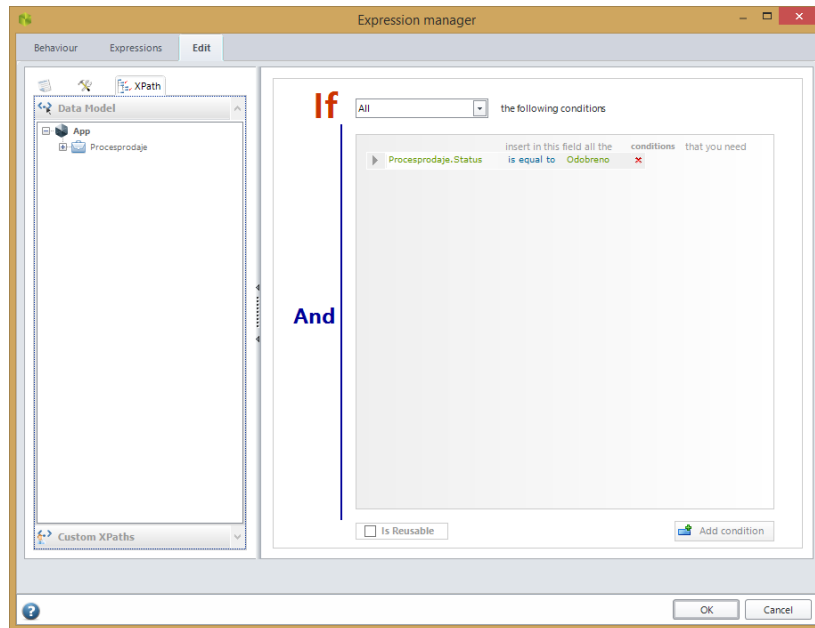 Expression manager
Behaviour Expressions Edit
XPath
Data Model
App
Procesprodaje
Custom XPaths
If All the following conditions
insert in this field all the conditions that you need
Procesprodaje.Status is equal to Odobreno
And
Is Reusable Add condition
OK Cancel